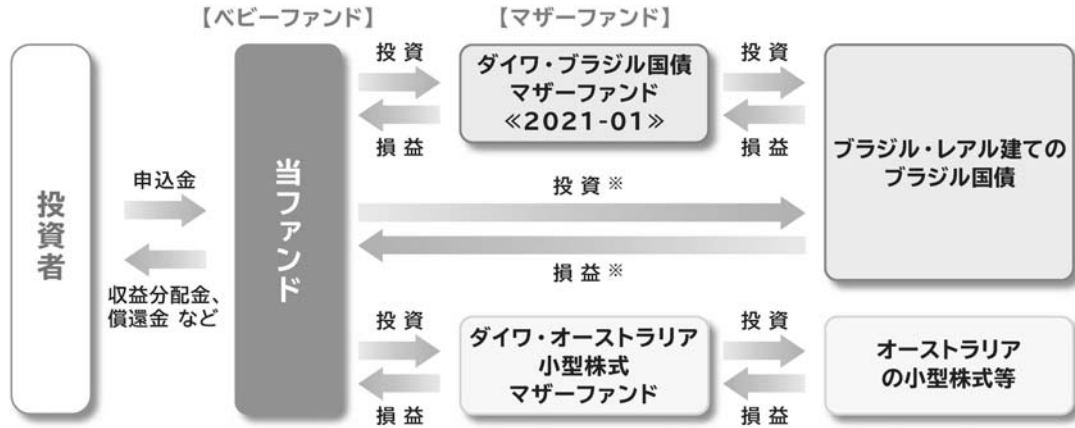 【ベビーファンド】
【マザーファンド】
投資者
申込金
収益分配金、
償還金 など
当ファンド
投 資
損 益
ダイワ・ブラジル国債
マザーファンド
≪2021-01≫
投 資
損 益
ブラジル・レアル建ての
ブラジル国債
投 資 ※
損 益 ※
投 資
損 益
ダイワ・オーストラリア
小型株式
マザーファンド
投 資
損 益
オーストラリア
の小型株式等